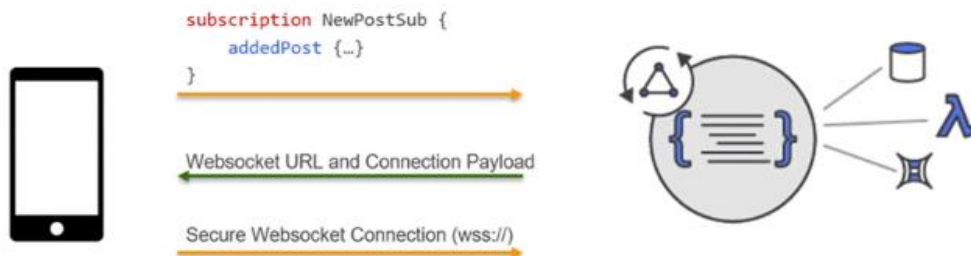 subscription NewPostSub {
addedPost {…}
}
Websocket URL and Connection Payload
Secure Websocket Connection (wss://)
{ }
λ